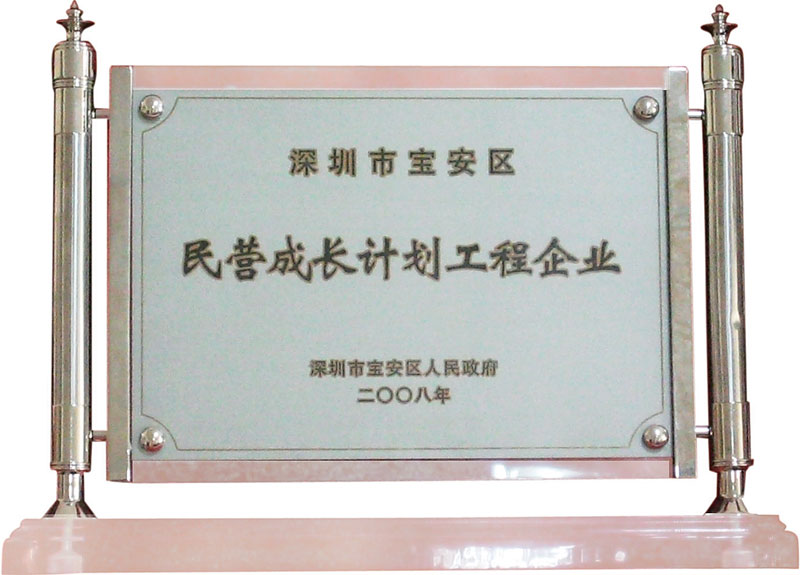 深圳市宝安区
民营成长计划工程企业
深圳市宝安区人民政府
二〇〇八年